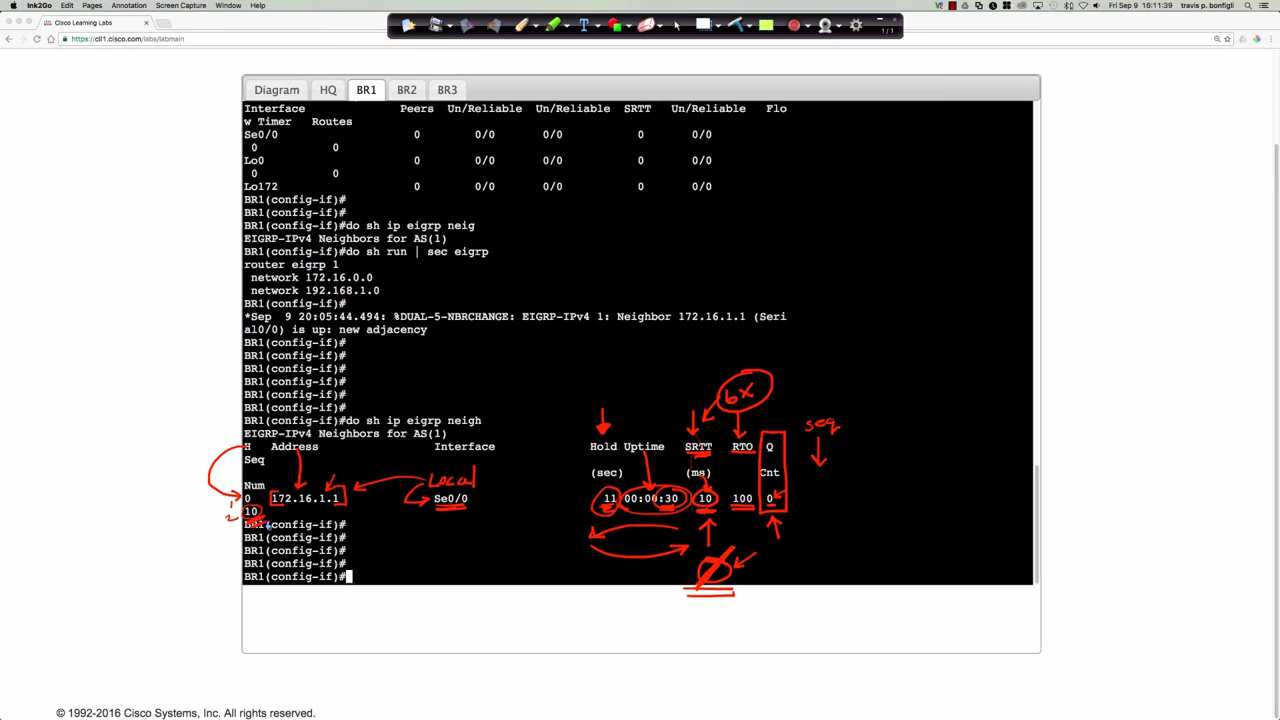 Ink2Go Edit Pages Annotation Screen Capture Window Help Fri Sep 9 16:11:39 travis p. bonfigli
Cisco Learning Labs
https://cll1.cisco.com/labs/labmain
1/1
Diagram HQ BR1 BR2 BR3
Interface Peers Un/Reliable Un/Reliable SRTT Un/Reliable Flo
w Timer Routes
Se0/0 0 0/0 0/0 0 0/0
0 0
Lo0 0 0/0 0/0 0 0/0
0 0
Lo172 0 0/0 0/0 0 0/0
BR1(config-if)#
BR1(config-if)#
BR1(config-if)#do sh ip eigrp neig
EIGRP-IPv4 Neighbors for AS(1)
BR1(config-if)#do sh run | sec eigrp
router eigrp 1
network 172.16.0.0
network 192.168.1.0
BR1(config-if)#
*Sep 9 20:05:44.494: %DUAL-5-NBRCHANGE: EIGRP-IPv4 1: Neighbor 172.16.1.1 (Seri
al0/0) is up: new adjacency
BR1(config-if)#
BR1(config-if)#
BR1(config-if)#
BR1(config-if)#
BR1(config-if)#
BR1(config-if)#
6X
BR1(config-if)#do sh ip eigrp neigh
seq
EIGRP-IPv4 Neighbors for AS(1)
H Address Interface Hold Uptime SRTT RTO Q
Seq
(sec) (ms) Cnt
Local
Num
0 172.16.1.1 Se0/0 11 00:00:30 10 100 0
1
10
2
BR1(config-if)#
BR1(config-if)#
BR1(config-if)#
BR1(config-if)#
BR1(config-if)#
© 1992-2016 Cisco Systems, Inc. All rights reserved.